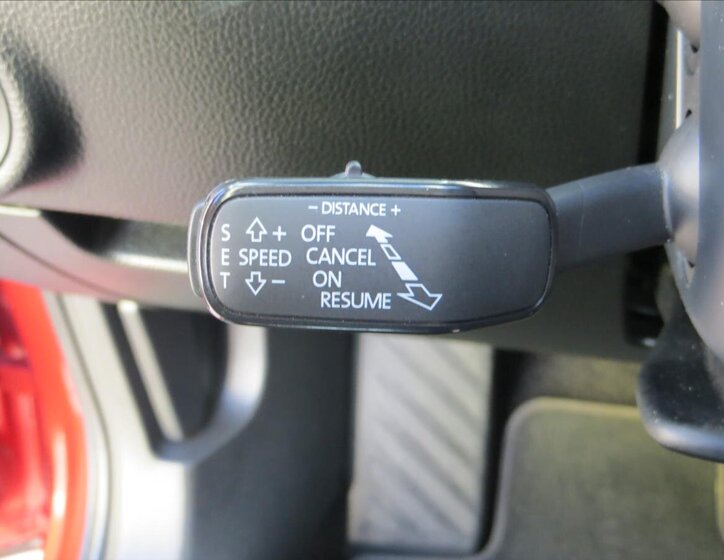 - DISTANCE +
S + OFF
E SPEED CANCEL
T - ON
RESUME